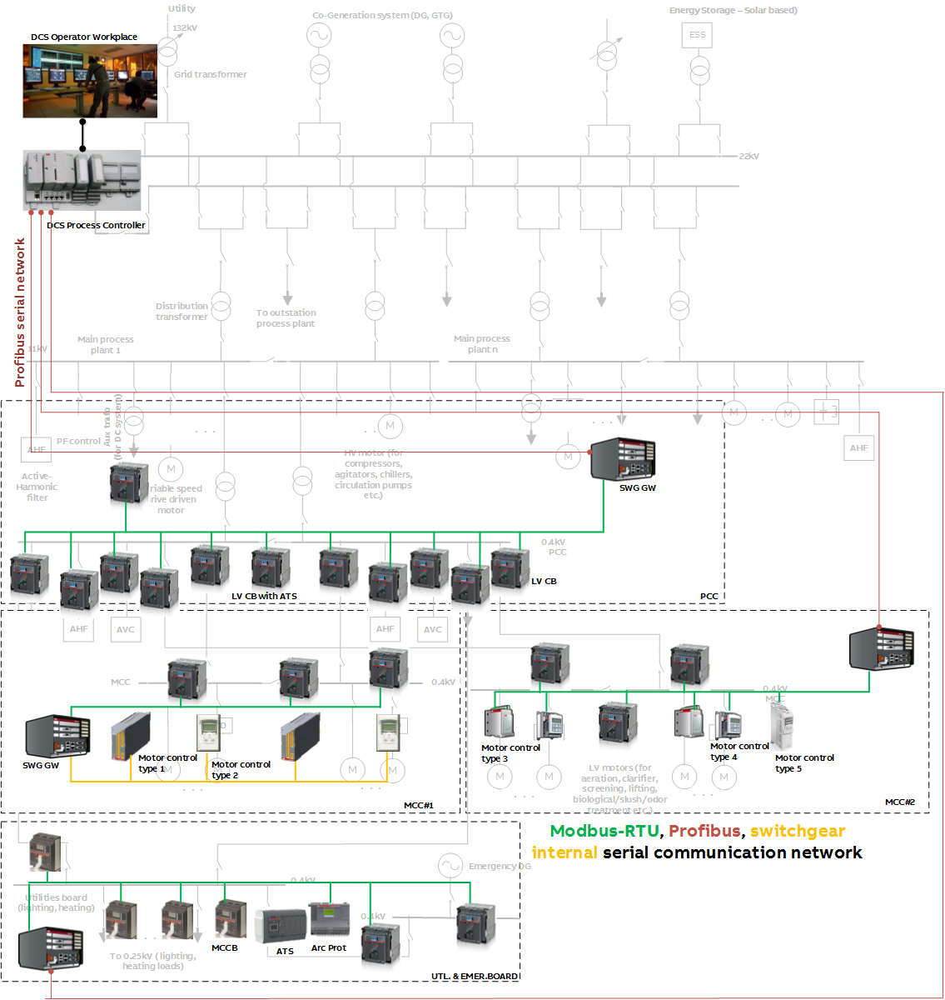 Utility
132kV
Co-Generation system (DG, GTG)
Energy Storage – Solar based)
ESS
DCS Operator Workplace
Grid transformer
22kV
DCS Process Controller
Profibus serial network
Distribution
transformer
To outstation
process plant
11kV
Main process
plant 1
Main process
plant n
Aux trafo
(for DC system)
PF control
AHF
M
. . .
. . .
M
M
. . . .
M
. . .
M
AHF
Active-
Harmonic
filter
riable speed
rive driven
motor
HV motor (for
compressors,
agitators, chillers,
circulation pumps
etc.)
SWG GW
0.4kV
PCC
LV CB
LV CB with ATS
PCC
AHF
AVC
AHF
AVC
MCC
0.4kV
0.4kV
MCC
D
SWG GW
Motor control
type 1
Motor control
type 2
M
M
M
. . .
. . .
MCC#1
Motor control
type 3
Motor control
type 4
Motor control
type 5
M
M
M
M
. . .
. . .
LV motors (for
aeration, clarifier,
screening, lifting,
biological/slush/odor
treatment etc.)
MCC#2
Modbus-RTU, Profibus, switchgear
internal serial communication network
Emergency DG
0.4kV
Utilities board
(lighting, heating)
0.4kV
. . .
MCCB
ATS
Arc Prot
To 0.25kV (lighting,
heating loads)
UTL. & EMER.BOARD